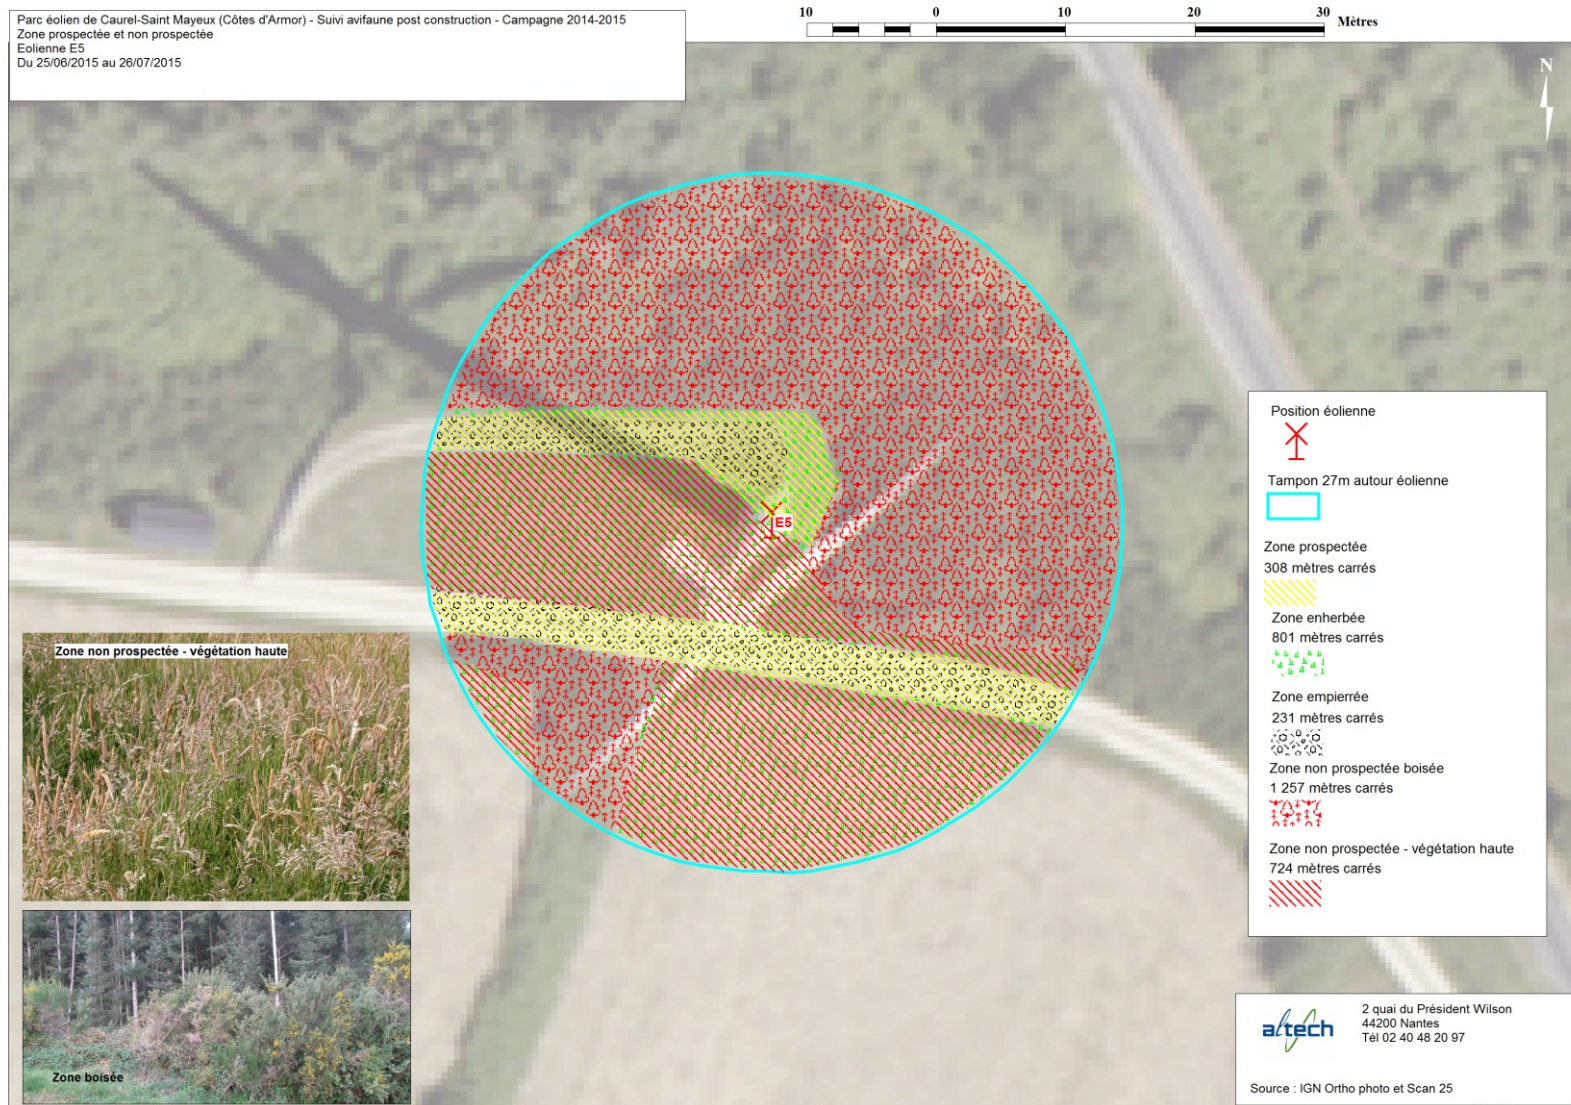 Parc éolien de Caurel-Saint Mayeux (Côtes d'Armor) - Suivi avifaune post construction - Campagne 2014-2015
Zone prospectée et non prospectée
Eolienne E5
Du 25/06/2015 au 26/07/2015
10 0 10 20 30 Mètres
N
E5
Position éolienne
Tampon 27m autour éolienne
Zone prospectée
308 mètres carrés
Zone enherbée
801 mètres carrés
Zone empierrée
231 mètres carrés
Zone non prospectée boisée
1 257 mètres carrés
Zone non prospectée - végétation haute
724 mètres carrés
Zone non prospectée - végétation haute
Zone boisée
altech
2 quai du Président Wilson
44200 Nantes
Tél 02 40 48 20 97
Source : IGN Ortho photo et Scan 25